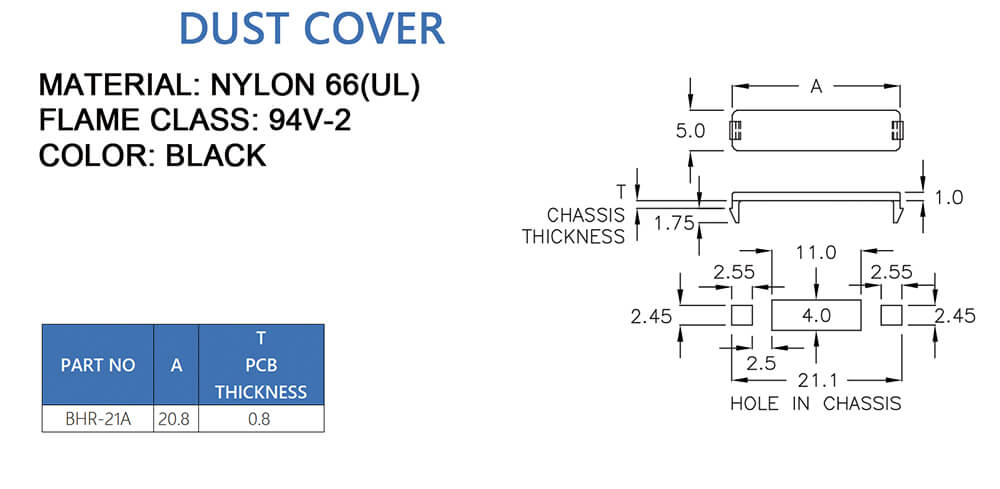 DUST COVER
MATERIAL: NYLON 66(UL)
FLAME CLASS: 94V-2
COLOR: BLACK
A
5.0
T
CHASSIS
THICKNESS
1.75
1.0
11.0
2.55
2.55
2.45
4.0
2.45
2.5
21.1
HOLE IN CHASSIS
PART NO
A
T
PCB
THICKNESS
BHR-21A
20.8
0.8